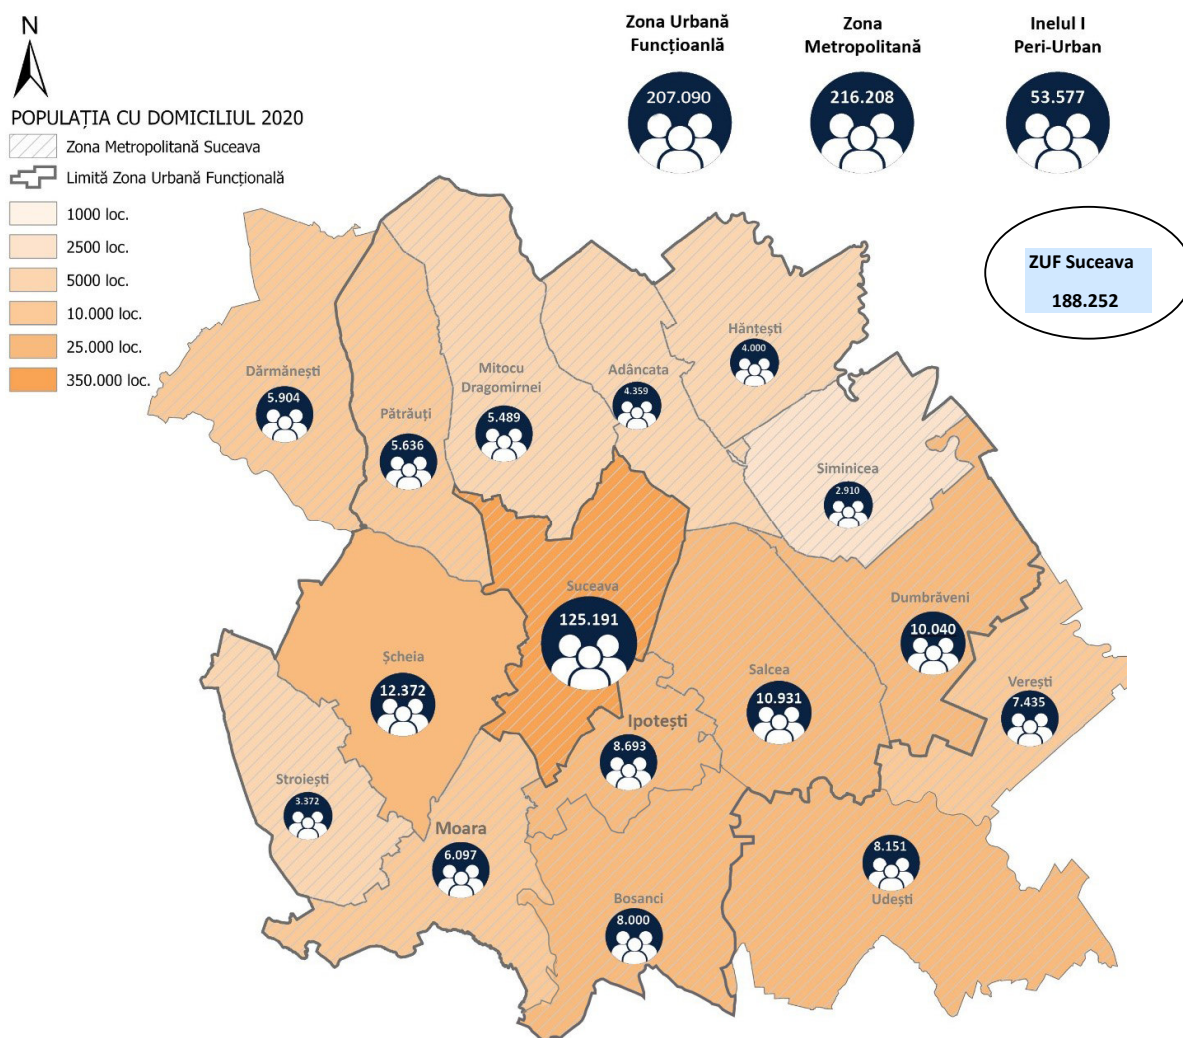 N
POPULAȚIA CU DOMICILIUL 2020
Zona Metropolitană Suceava
Limită Zona Urbană Funcțională
1000 loc.
2500 loc.
5000 loc.
10.000 loc.
25.000 loc.
350.000 loc.
Zona Urbană
Funcțioanlă
207.090
Zona
Metropolitană
216.208
Inelul I
Peri-Urban
53.577
ZUF Suceava
188.252
Hănțești
4.000
Dărmănești
5.904
Mitocu
Dragomirnei
5.489
Adâncata
4.359
Pătrăuți
5.636
Siminicea
2.910
Suceava
125.191
Dumbrăveni
10.040
Șcheia
12.372
Salcea
10.931
Verești
7.435
Ipotești
8.693
Stroiești
3.372
Moara
6.097
8.151
Udești
Bosanci
8.000